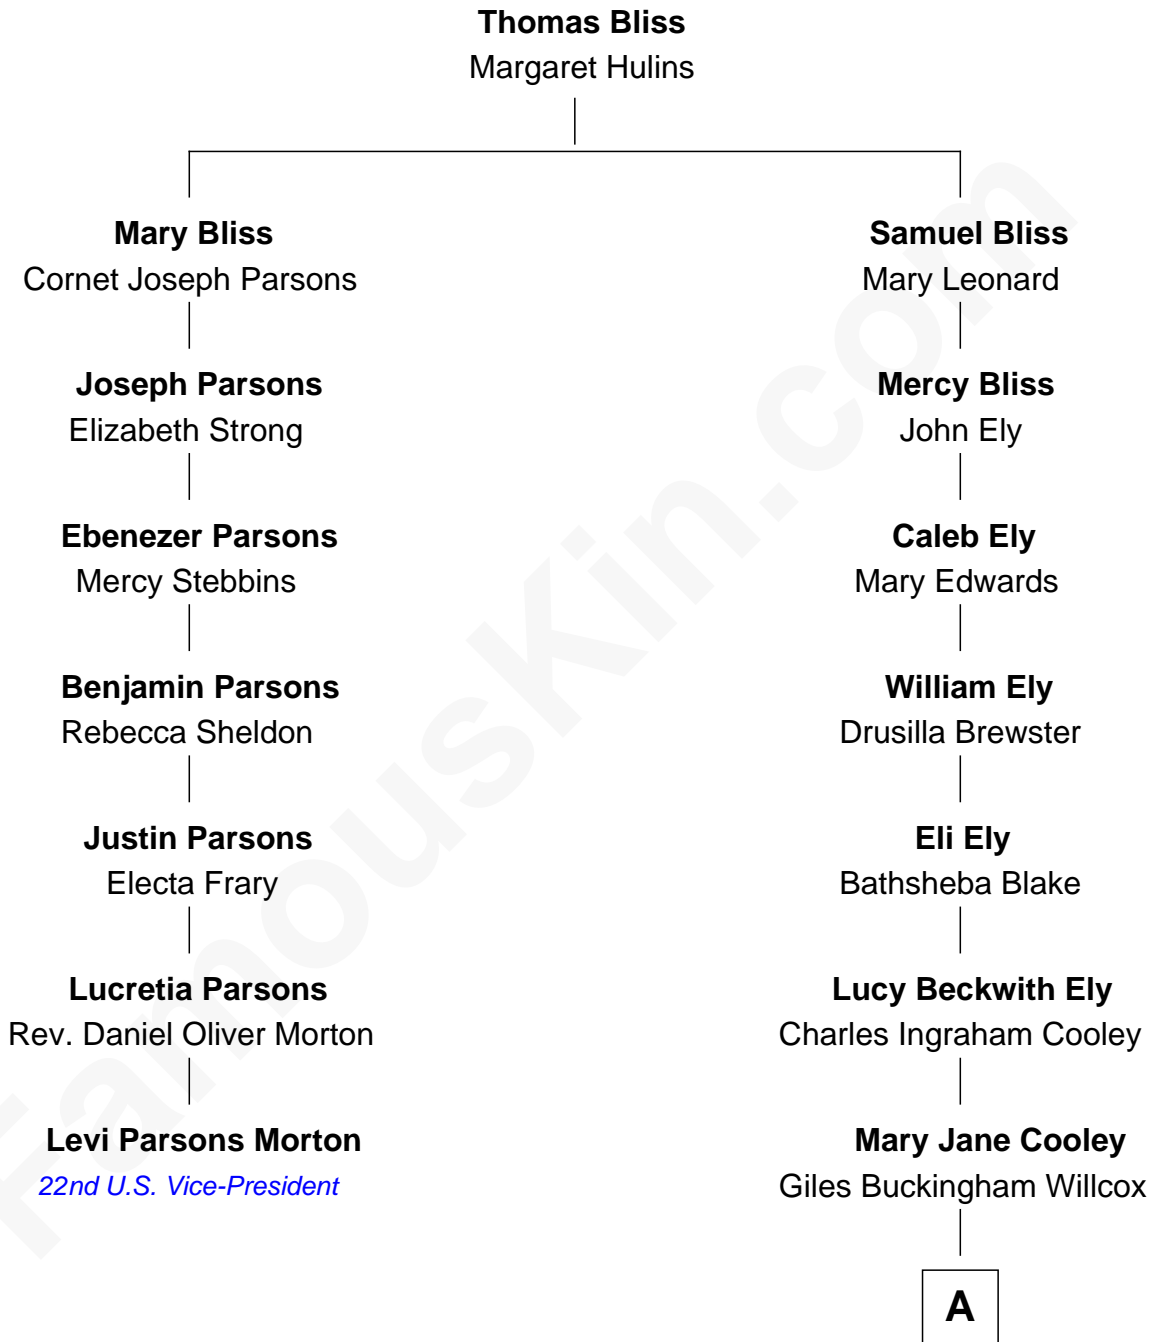 Thomas Bliss
Margaret Hulins
Mary Bliss
Cornet Joseph Parsons
Samuel Bliss
Mary Leonard
Joseph Parsons
Elizabeth Strong
Mercy Bliss
John Ely
Ebenezer Parsons
Mercy Stebbins
Caleb Ely
Mary Edwards
Benjamin Parsons
Rebecca Sheldon
William Ely
Drusilla Brewster
Justin Parsons
Electa Frary
Eli Ely
Bathsheba Blake
Lucretia Parsons
Rev. Daniel Oliver Morton
Lucy Beckwith Ely
Charles Ingraham Cooley
Levi Parsons Morton
22nd U.S. Vice-President
Mary Jane Cooley
Giles Buckingham Willcox
A
FamousKin.com